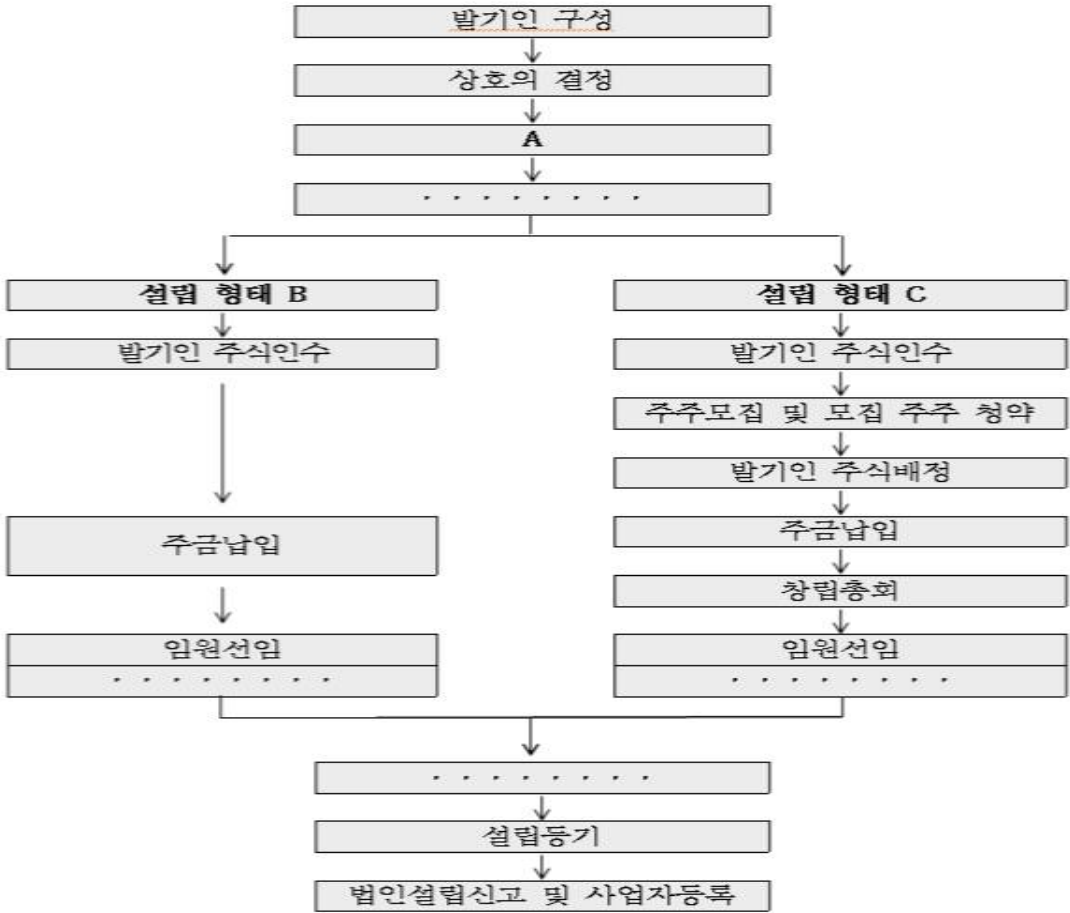 발기인 구성
상호의 결정
A
· · · · · · · ·
설립 형태 B
발기인 주식인수
주금납입
임원선임
· · · · · · · ·
설립 형태 C
발기인 주식인수
주주모집 및 모집 주주 청약
발기인 주식배정
주금납입
창립총회
임원선임
· · · · · · · ·
· · · · · · · ·
설립등기
법인설립신고 및 사업자등록